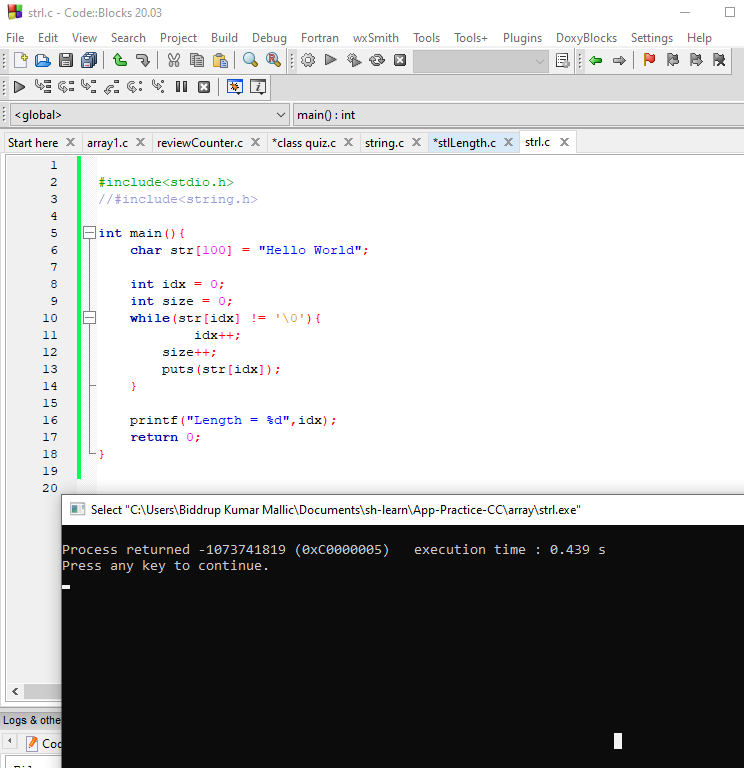 strl.c - Code::Blocks 20.03
File Edit View Search Project Build Debug Fortran wxSmith Tools Tools+ Plugins DoxyBlocks Settings Help
<global> main() : int
Start here array1.c reviewCounter.c *class quiz.c string.c *stlLength.c strl.c
1
2 #include<stdio.h>
3 //#include<string.h>
4
5 int main(){
6 char str[100] = "Hello World";
7
8 int idx = 0;
9 int size = 0;
10 while(str[idx] != '\0'){
11 idx++;
12 size++;
13 puts(str[idx]);
14 }
15
16 printf("Length = %d",idx);
17 return 0;
18 }
19
20
Select "C:\Users\Biddrup Kumar Mallic\Documents\sh-learn\App-Practice-CC\array\strl.exe"
Process returned -1073741819 (0xC0000005) execution time : 0.439 s
Press any key to continue.
Logs & othe